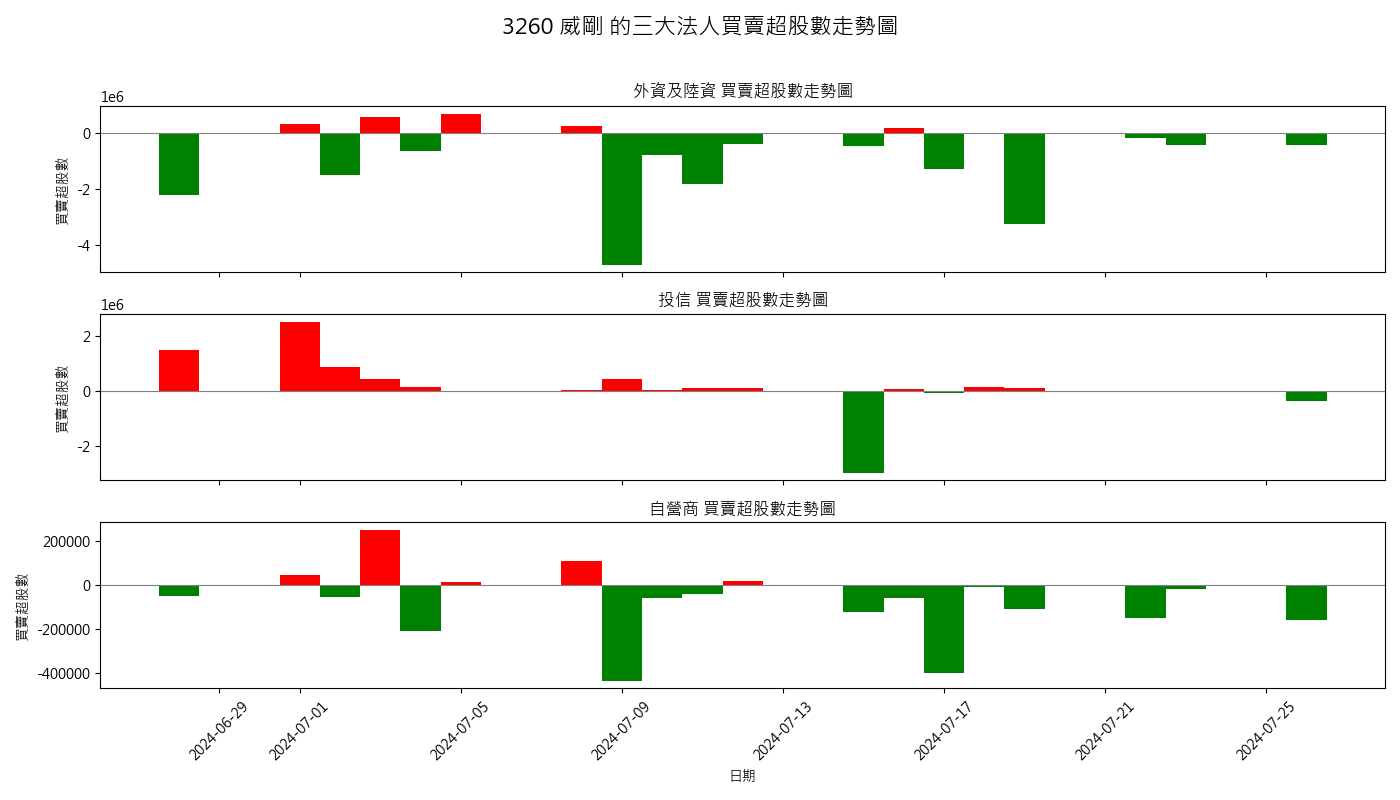 3260 威剛 的三大法人買賣超股數走勢圖
外資及陸資 買賣超股數走勢圖
1e6
0
-2
-4
買賣超股數
投信 買賣超股數走勢圖
1e6
2
0
-2
買賣超股數
自營商 買賣超股數走勢圖
200000
0
-200000
-400000
買賣超股數
2024-06-29
2024-07-01
2024-07-05
2024-07-09
2024-07-13
2024-07-17
2024-07-21
2024-07-25
日期